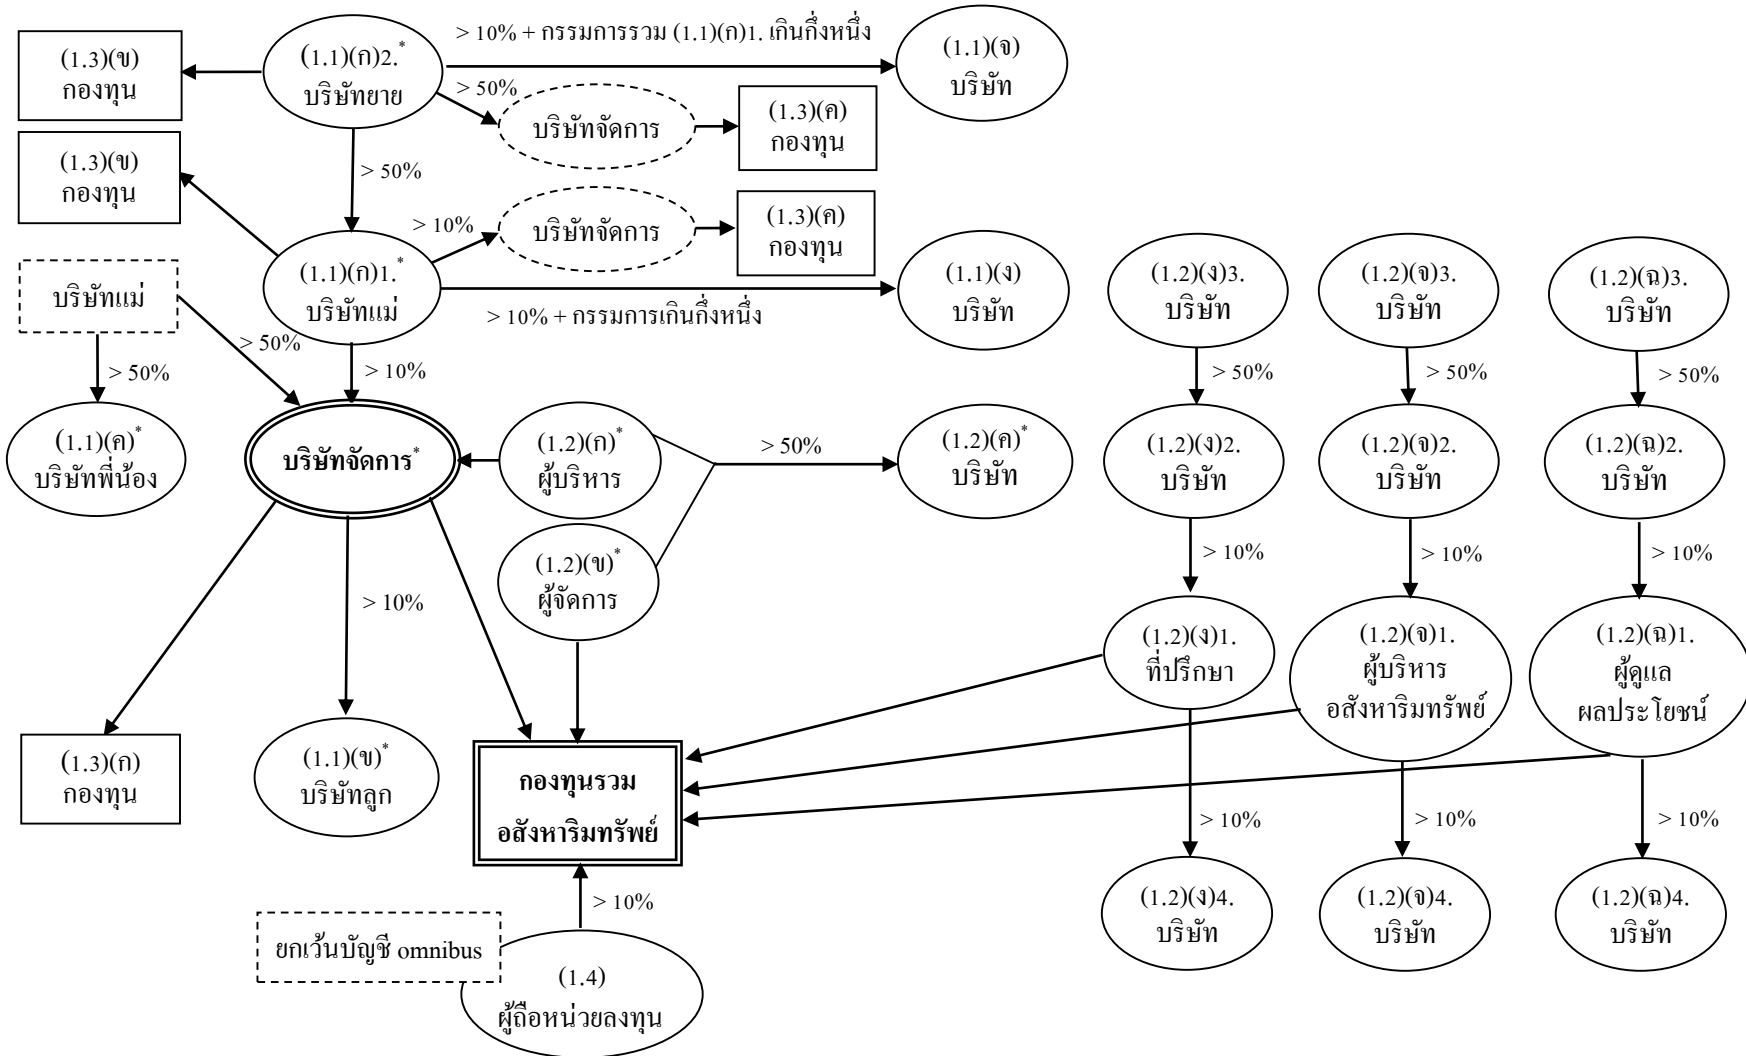 (1.3)(ข)
กองทุน
(1.1)(ก)2.*
บริษัทยาย
> 10% + กรรมการรวม (1.1)(ก)1. เกินกึ่งหนึ่ง
(1.1)(จ)
บริษัท
> 50%
บริษัทจัดการ
(1.3)(ค)
กองทุน
(1.3)(ข)
กองทุน
> 50%
> 10%
บริษัทจัดการ
(1.3)(ค)
กองทุน
บริษัทแม่
(1.1)(ก)1.*
บริษัทแม่
> 10% + กรรมการเกินกึ่งหนึ่ง
(1.1)(ง)
บริษัท
(1.2)(ง)3.
บริษัท
(1.2)(จ)3.
บริษัท
(1.2)(ฉ)3.
บริษัท
> 50%
> 50%
> 10%
> 50%
> 50%
> 50%
(1.1)(ค)*
บริษัทพี่น้อง
บริษัทจัดการ*
(1.2)(ก)*
ผู้บริหาร
> 50%
(1.2)(ค)*
บริษัท
(1.2)(ง)2.
บริษัท
(1.2)(จ)2.
บริษัท
(1.2)(ฉ)2.
บริษัท
(1.2)(ข)*
ผู้จัดการ
> 10%
> 10%
> 10%
> 10%
(1.2)(ง)1.
ที่ปรึกษา
(1.2)(จ)1.
ผู้บริหาร
อสังหาริมทรัพย์
(1.2)(ฉ)1.
ผู้ดูแล
ผลประโยชน์
(1.3)(ก)
กองทุน
(1.1)(ข)*
บริษัทลูก
กองทุนรวม
อสังหาริมทรัพย์
> 10%
> 10%
> 10%
> 10%
(1.2)(ง)4.
บริษัท
(1.2)(จ)4.
บริษัท
(1.2)(ฉ)4.
บริษัท
ยกเว้นบัญชี omnibus
(1.4)
ผู้ถือหน่วยลงทุน